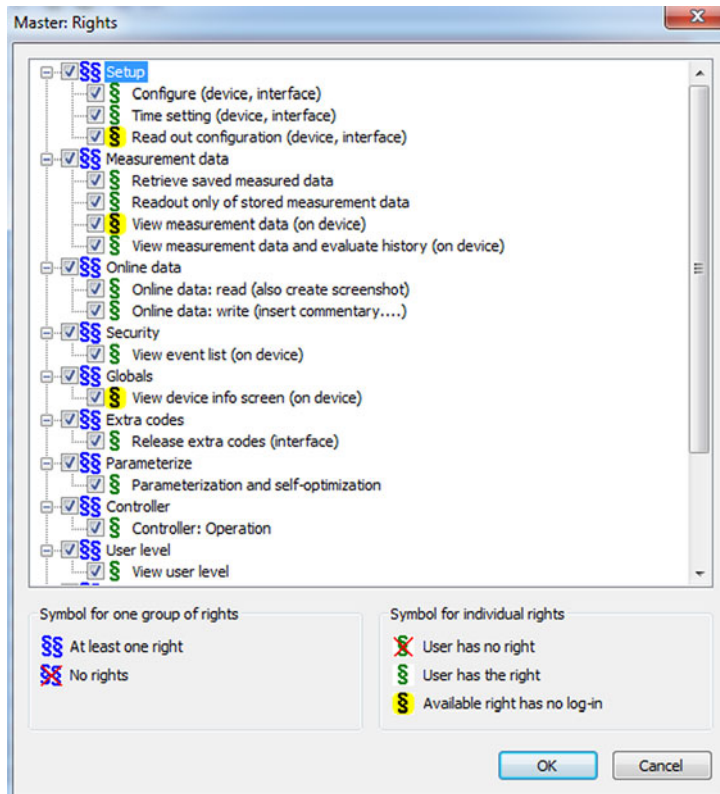 Master: Rights
Setup
Configure (device, interface)
Time setting (device, interface)
Read out configuration (device, interface)
Measurement data
Retrieve saved measured data
Readout only of stored measurement data
View measurement data (on device)
View measurement data and evaluate history (on device)
Online data
Online data: read (also create screenshot)
Online data: write (insert commentary....)
Security
View event list (on device)
Globals
View device info screen (on device)
Extra codes
Release extra codes (interface)
Parameterize
Parameterization and self-optimization
Controller
Controller: Operation
User level
View user level
Symbol for one group of rights
§§ At least one right
§§ No rights
Symbol for individual rights
§ User has no right
§ User has the right
§ Available right has no log-in
OK
Cancel